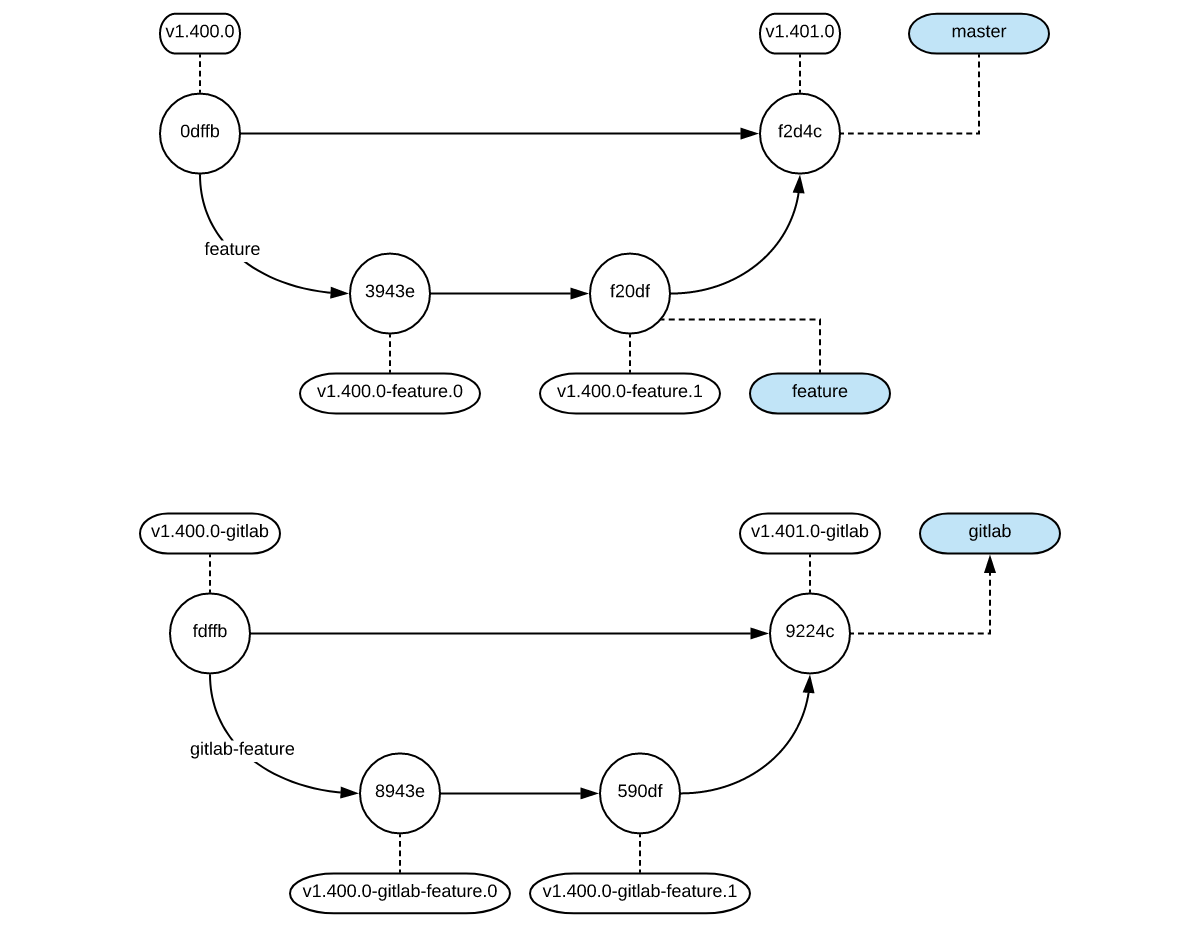 v1.400.0
v1.401.0
master
0dffb
f2d4c
feature
3943e
f20df
v1.400.0-feature.0
v1.400.0-feature.1
feature
v1.400.0-gitlab
v1.401.0-gitlab
gitlab
fdffb
9224c
gitlab-feature
8943e
590df
v1.400.0-gitlab-feature.0
v1.400.0-gitlab-feature.1